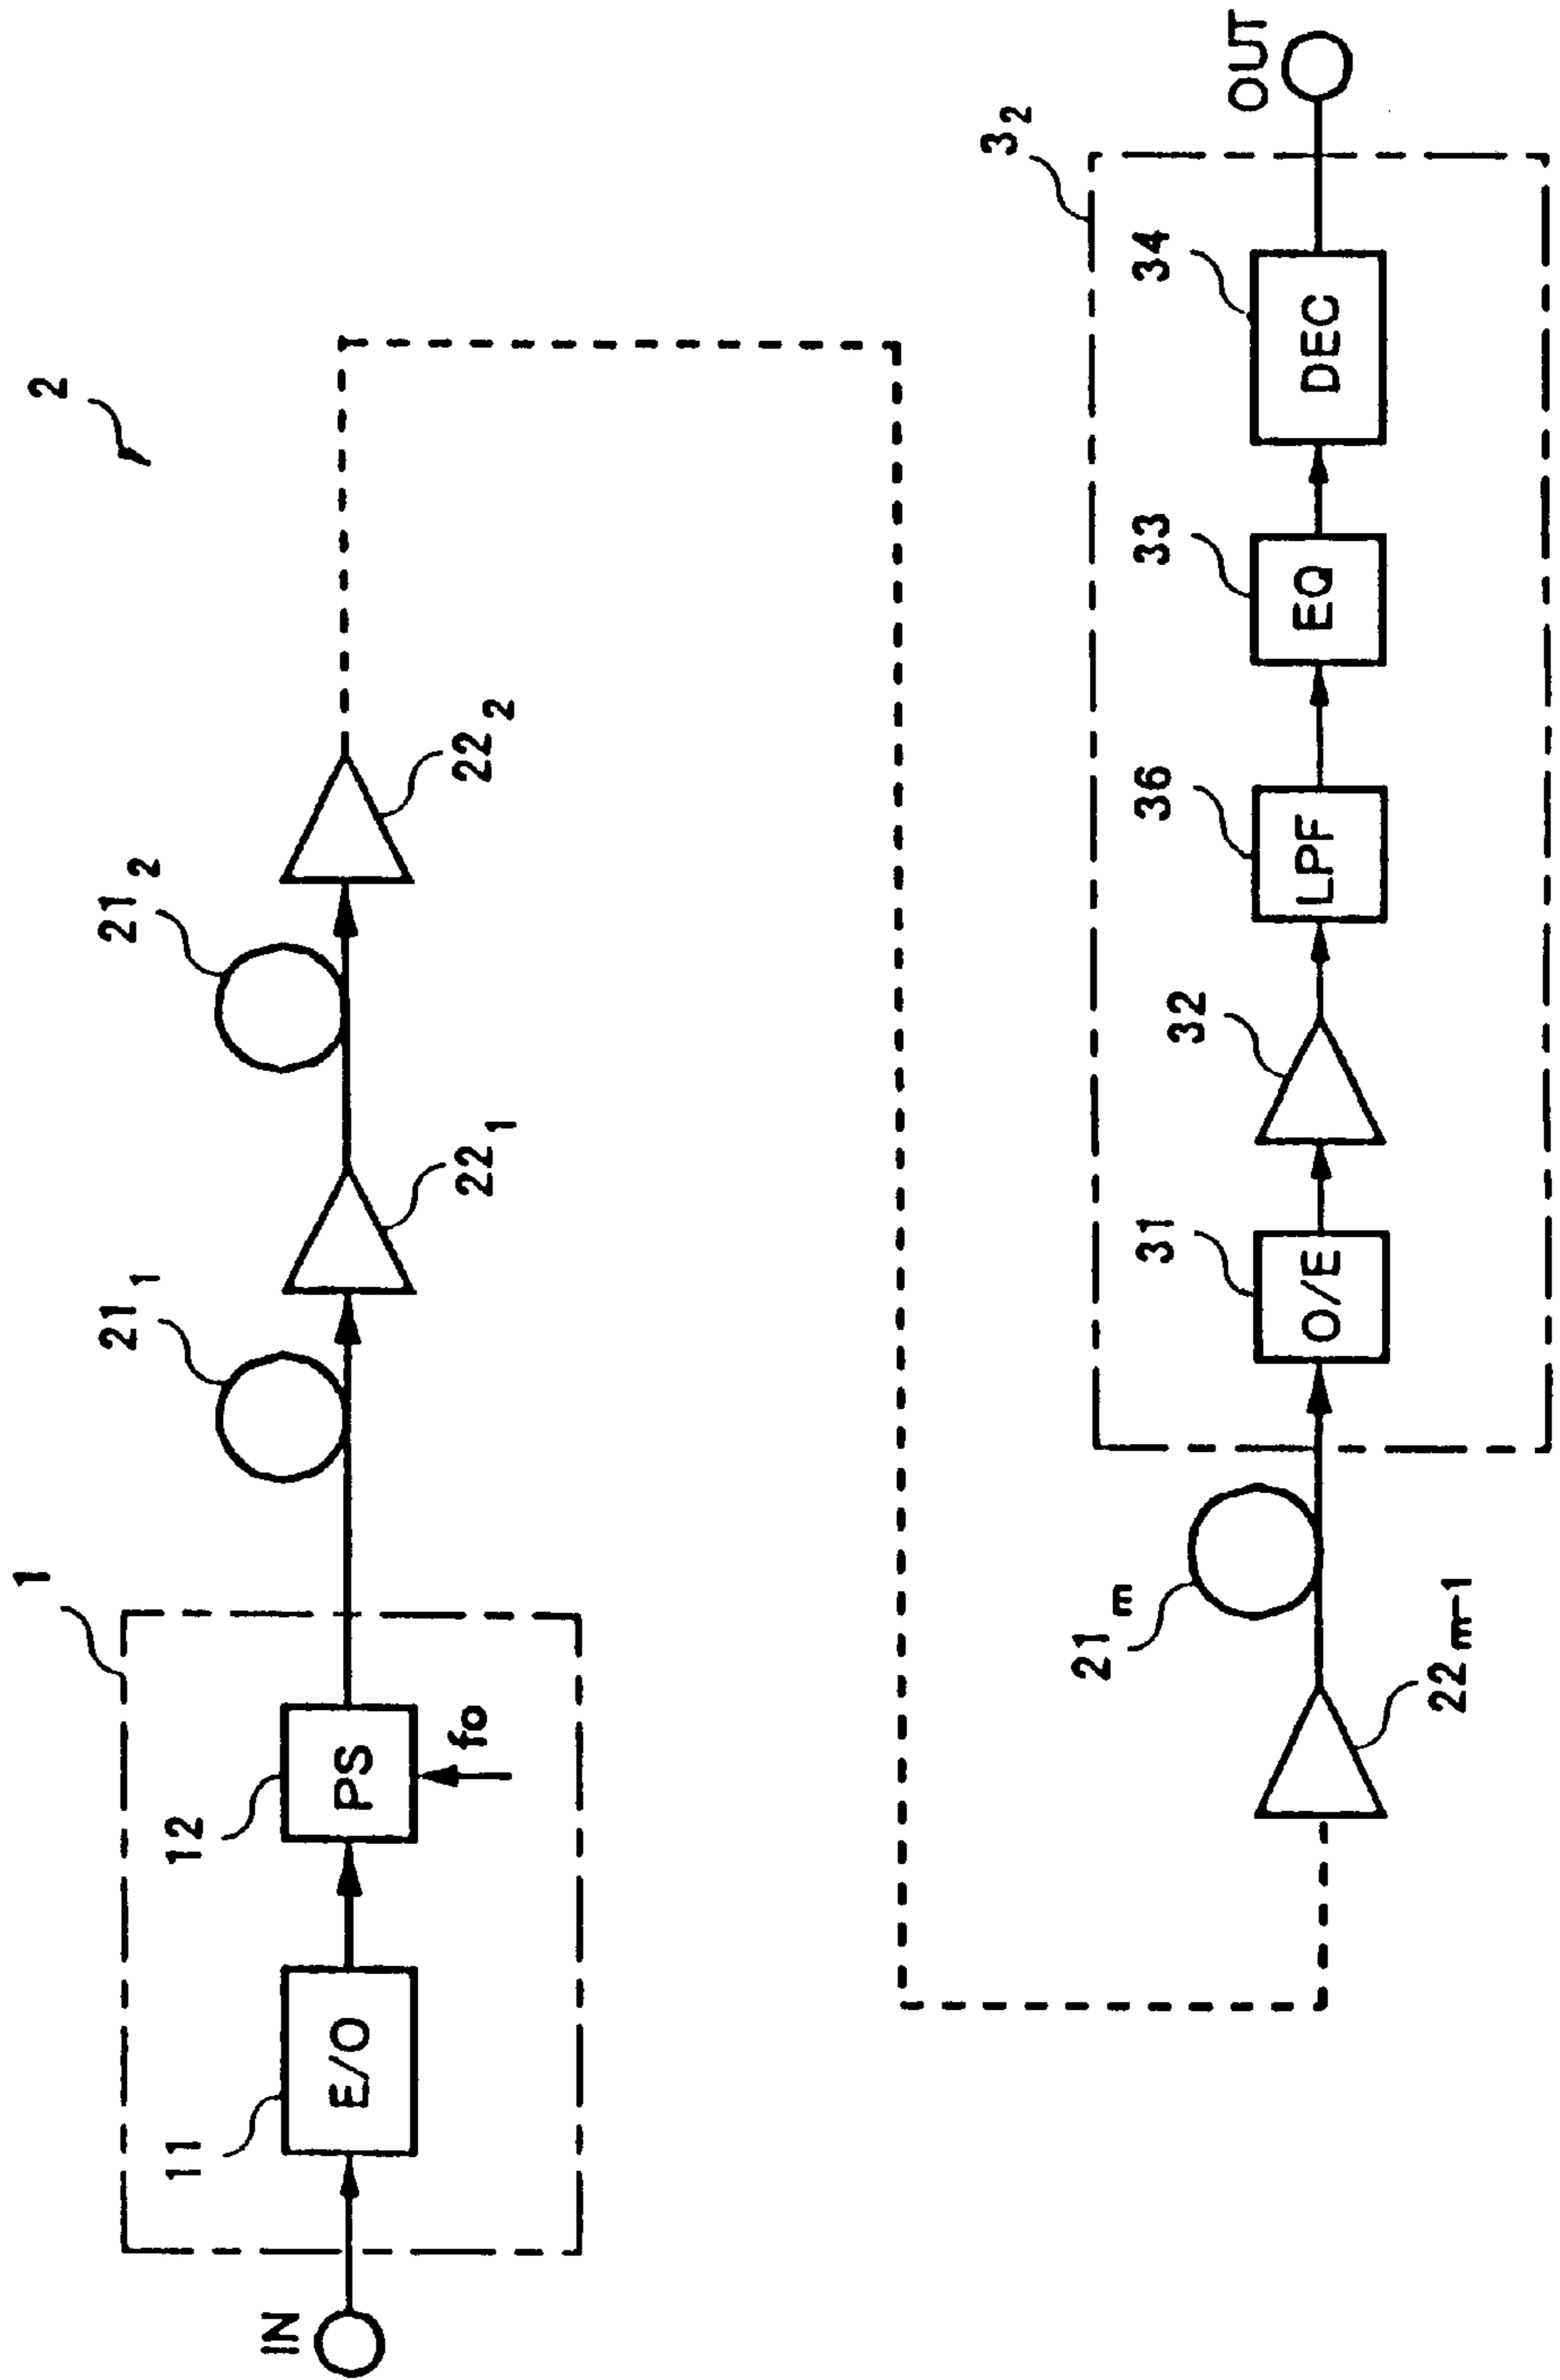 2
1
IN
11
E/O
12
PS
fo
21₁
22₁
21₂
22₂
22ₘ₋₁
21ₘ
3₂
31
O/E
32
36
LPF
33
EQ
34
DEC
OUT